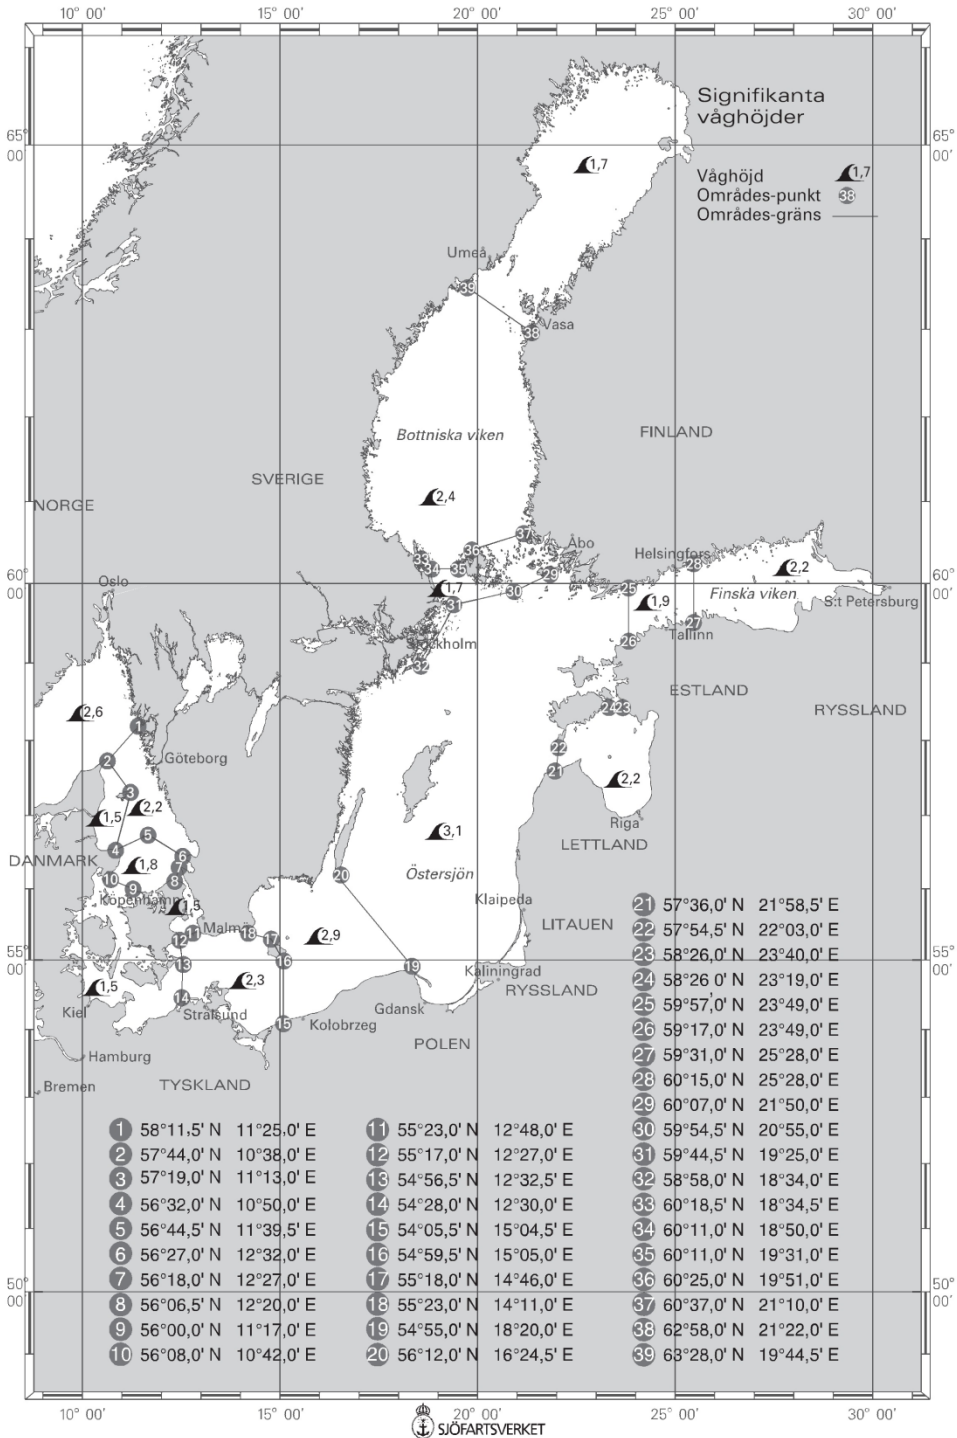 10° 00' 15° 00' 20° 00' 25° 00' 30° 00'
Signifikanta
våghöjder
65°
00'
65°
00'
1,7
Våghöjd 1,7
Områdes-punkt 38
Områdes-gräns
Umeå
39
38
Vasa
Bottniska viken
FINLAND
SVERIGE
2,4
NORGE
37
36
Åbo
33
34
35
29
Helsingfors
28
2,2
60°
00'
Oslo
60°
00'
1,7
30
25
1,9
Finska viken
S:t Petersburg
31
27
Tallinn
Stockholm
26
32
ESTLAND
24
23
RYSSLAND
2,6
1
Göteborg
22
2
21
2,2
3
2,2
1,5
Riga
5
3,1
4
LETTLAND
DANMARK
6
1,8
7
Östersjön
20
10
8
9
Köpenhamn
1,6
Klaipeda
LITAUEN
Malmö
11
18
17
2,9
12
55°
00'
13
16
19
Kaliningrad
55°
00'
1,5
2,3
RYSSLAND
14
Kiel
Stralsund
Gdansk
15
Kolobrzeg
POLEN
Hamburg
Bremen
TYSKLAND
21 57°36,0' N 21°58,5' E
22 57°54,5' N 22°03,0' E
23 58°26,0' N 23°40,0' E
24 58°26 0' N 23°19,0' E
25 59°57,'0' N 23°49,0' E
26 59°17,0' N 23°49,0' E
27 59°31,0' N 25°28,0' E
28 60°15,0' N 25°28,0' E
29 60°07,0' N 21°50,0' E
30 59°54,5' N 20°55,0' E
31 59°44,5' N 19°25,0' E
32 58°58,0' N 18°34,0' E
33 60°18,5' N 18°34,5' E
34 60°11,0' N 18°50,0' E
35 60°11,0' N 19°31,0' E
36 60°25,0' N 19°51,0' E
37 60°37,0' N 21°10,0' E
38 62°58,0' N 21°22,0' E
39 63°28,0' N 19°44,5' E
1 58°11,5' N 11°25,0' E
2 57°44,0' N 10°38,0' E
3 57°19,0' N 11°13,0' E
4 56°32,0' N 10°50,0' E
5 56°44,5' N 11°39,5' E
6 56°27,0' N 12°32,0' E
7 56°18,0' N 12°27,0' E
8 56°06,5' N 12°20,0' E
9 56°00,0' N 11°17,0' E
10 56°08,0' N 10°42,0' E
11 55°23,0' N 12°48,0' E
12 55°17,0' N 12°27,0' E
13 54°56,5' N 12°32,5' E
14 54°28,0' N 12°30,0' E
15 54°05,5' N 15°04,5' E
16 54°59,5' N 15°05,0' E
17 55°18,0' N 14°46,0' E
18 55°23,0' N 14°11,0' E
19 54°55,0' N 18°20,0' E
20 56°12,0' N 16°24,5' E
50°
00'
50°
00'
10° 00' 15° 00' 20° 00' 25° 00' 30° 00'
SJÖFARTSVERKET